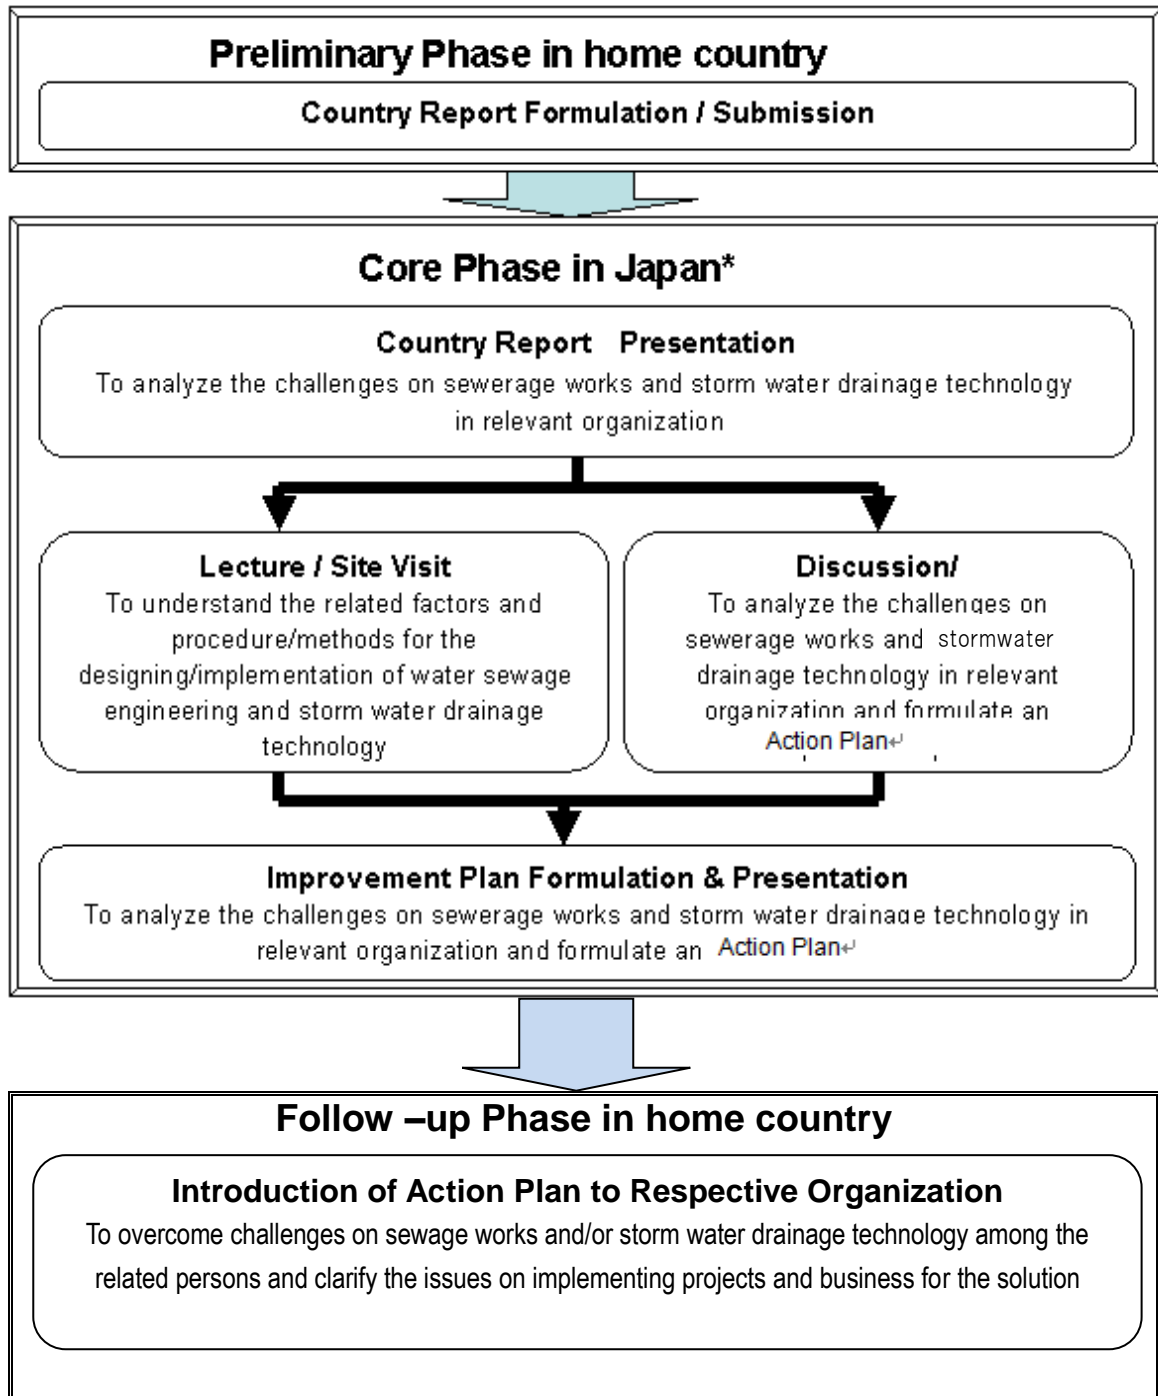 Preliminary Phase in home country
Country Report Formulation / Submission
Core Phase in Japan*
Country Report Presentation
To analyze the challenges on sewerage works and storm water drainage technology
in relevant organization
Lecture / Site Visit
To understand the related factors and
procedure/methods for the
designing/implementation of water sewage
engineering and storm water drainage
technology
Discussion/
To analyze the challenges on
sewerage works and stormwater
drainage technology in relevant
organization and formulate an
Action Plan↵
Improvement Plan Formulation & Presentation
To analyze the challenges on sewerage works and storm water drainage technology in
relevant organization and formulate an Action Plan↵
Follow –up Phase in home country
Introduction of Action Plan to Respective Organization
To overcome challenges on sewage works and/or storm water drainage technology among the
related persons and clarify the issues on implementing projects and business for the solution